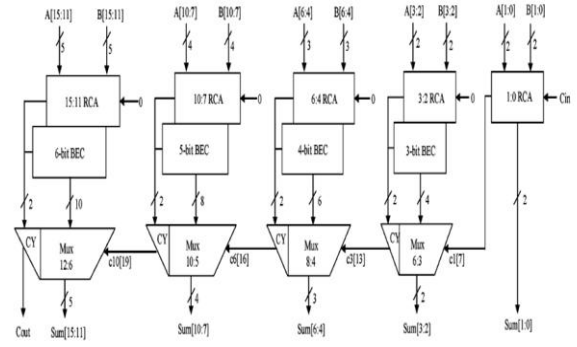 A[15:11] B[15:11] A[10:7] B[10:7] A[6:4] B[6:4] A[3:2] B[3:2] A[1:0] B[1:0]
5 5 4 4 3 3 2 2 2 2
15:11 RCA 0 10:7 RCA 0 6:4 RCA 0 3:2 RCA 0 1:0 RCA Cin
6-bit BEC 5-bit BEC 4-bit BEC 3-bit BEC
2 10 2 8 2 6 2 4 2
CY Mux 12:6 c10[19] CY Mux 10:5 c6[16] CY Mux 8:4 c3[13] CY Mux 6:3 c1[7]
5 4 3 2
Cout Sum[15:11] Sum[10:7] Sum[6:4] Sum[3:2] Sum[1:0]